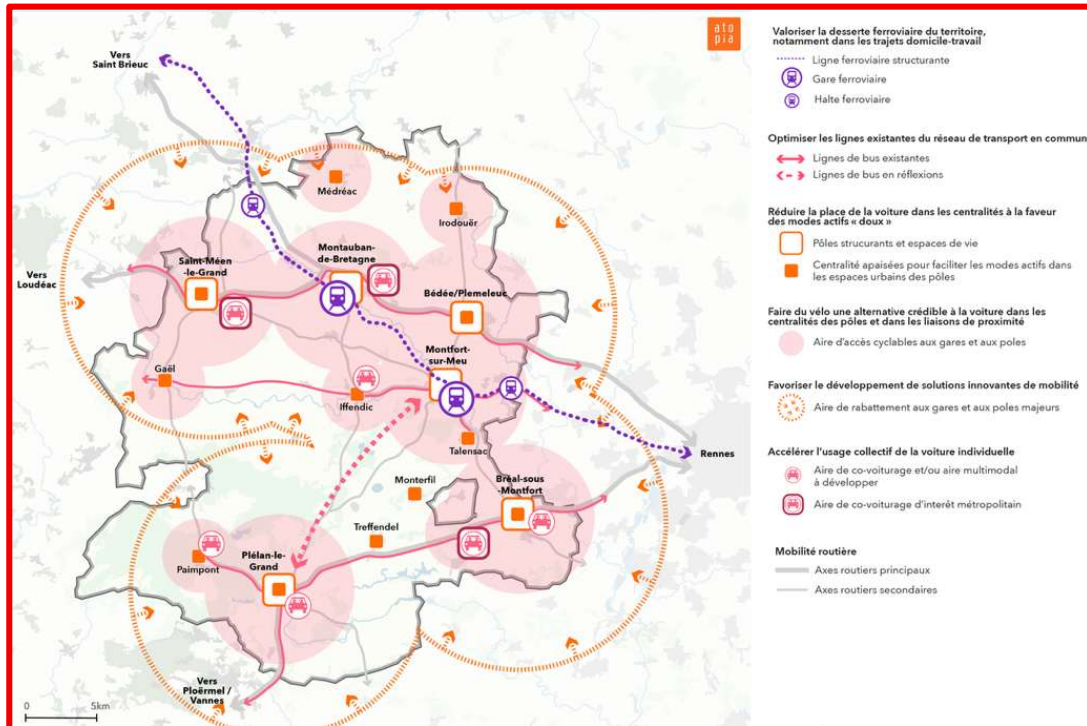 atopia
Vers
Saint Brieuc
Médréac
Irodouër
Montauban-
de-Bretagne
Saint-Méen
-le-Grand
Vers
Loudéac
Bédée/Plemeleuc
Montfort-
sur-Meu
Gaël
Iffendic
Talensac
Rennes
Monterfil
Bréal-sous
-Montfort
Treffendel
Plélan-le-
Grand
Paimpont
Vers
Ploërmel /
Vannes
0 5km
Valoriser la desserte ferroviaire du territoire,
notamment dans les trajets domicile-travail
Ligne ferroviaire structurante
Gare ferroviaire
Halte ferroviaire
Optimiser les lignes existantes du réseau de transport en commun
Lignes de bus existantes
Lignes de bus en réflexions
Réduire la place de la voiture dans les centralités à la faveur
des modes actifs « doux »
Pôles strucurants et espaces de vie
Centralité apaisées pour faciliter les modes actifs dans
les espaces urbains des pôles
Faire du vélo une alternative crédible à la voiture dans les
centralités des pôles et dans les liaisons de proximité
Aire d'accès cyclables aux gares et aux poles
Favoriser le développement de solutions innovantes de mobilité
Aire de rabattement aux gares et aux poles majeurs
Accélérer l'usage collectif de la voiture individuelle
Aire de co-voiturage et/ou aire multimodal
à développer
Aire de co-voiturage d'interêt métropolitain
Mobilité routière
Axes routiers principaux
Axes routiers secondaires